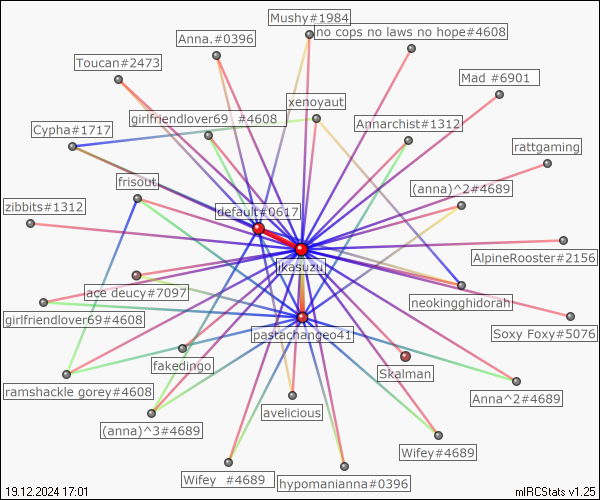 Mushy#1984
no cops no laws no hope#4608
Anna.#0396
Toucan#2473
Mad #6901
xenoyaut
girlfriendlover69 #4608
Annarchist#1312
Cypha#1717
rattgaming
frisout
(anna)^2#4689
zibbits#1312
default#0617
AlpineRooster#2156
jkasuzu
ace deucy#7097
neokingghidorah
girlfriendlover69#4608
Soxy Foxy#5076
pastachangeo41
fakedingo
Skalman
ramshackle gorey#4608
Anna^2#4689
avelicious
(anna)^3#4689
Wifey#4689
Wifey #4689
hypomanianna#0396
19.12.2024 17:01
mIRCStats v1.25